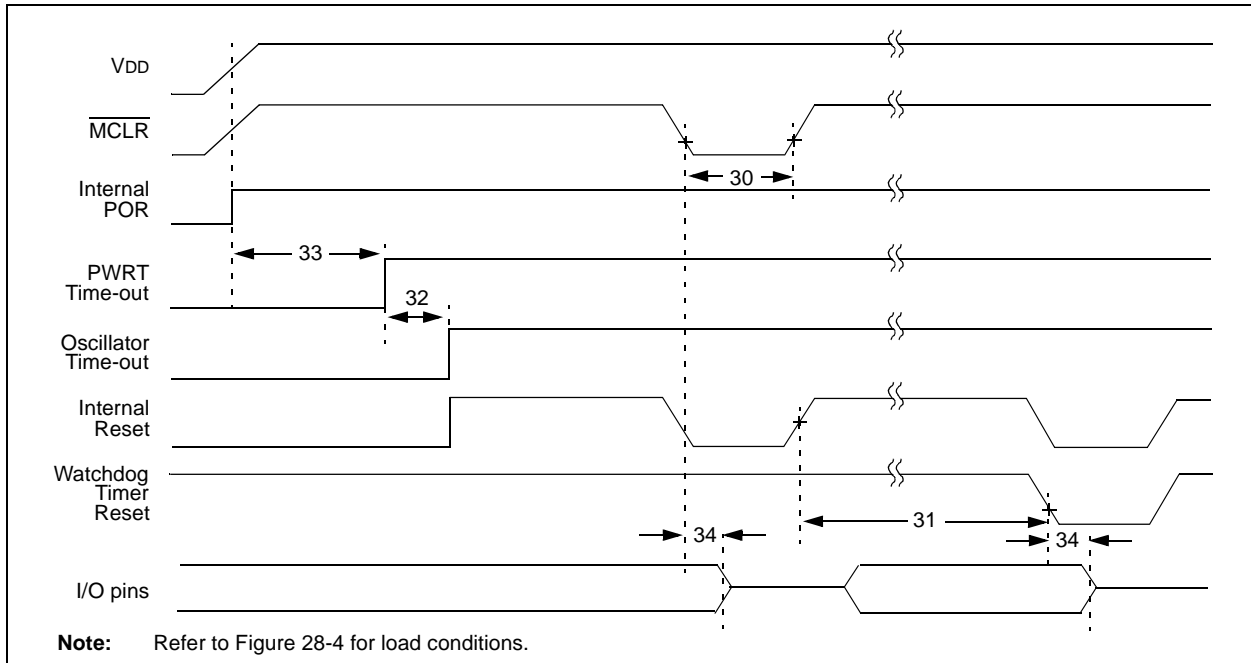 VDD
MCLR
30
Internal
POR
33
PWRT
Time-out
32
Oscillator
Time-out
Internal
Reset
Watchdog
Timer
Reset
31
34
34
I/O pins
Note: Refer to Figure 28-4 for load conditions.